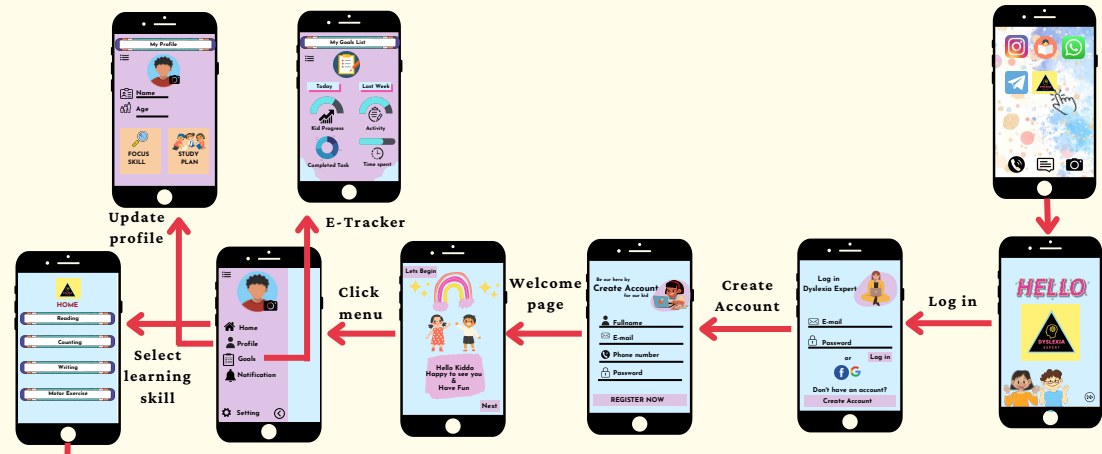 My Profile
Name
Age
FOCUS
SKILL
STUDY
PLAN
My Goals List
Today
Last Week
Kid Progress
Activity
Completed Task
Time spent
Update
profile
E-Tracker
HOME
Reading
Counting
Writing
Motor Exercise
Select
learning
skill
Home
Profile
Goals
Notification
Setting
Click
menu
Lets Begin
Hello Kiddo
Happy to see you
&
Have Fun
Next
Welcome
page
Be our hero by
Create Account
for our kid
Fullname
E-mail
Phone number
Password
REGISTER NOW
Create
Account
Log in
Dyslexia Expert
E-mail
Password
or
Log in
Don't have an account?
Create Account
Log in
HELLO
DYSLEXIA
EXPERT